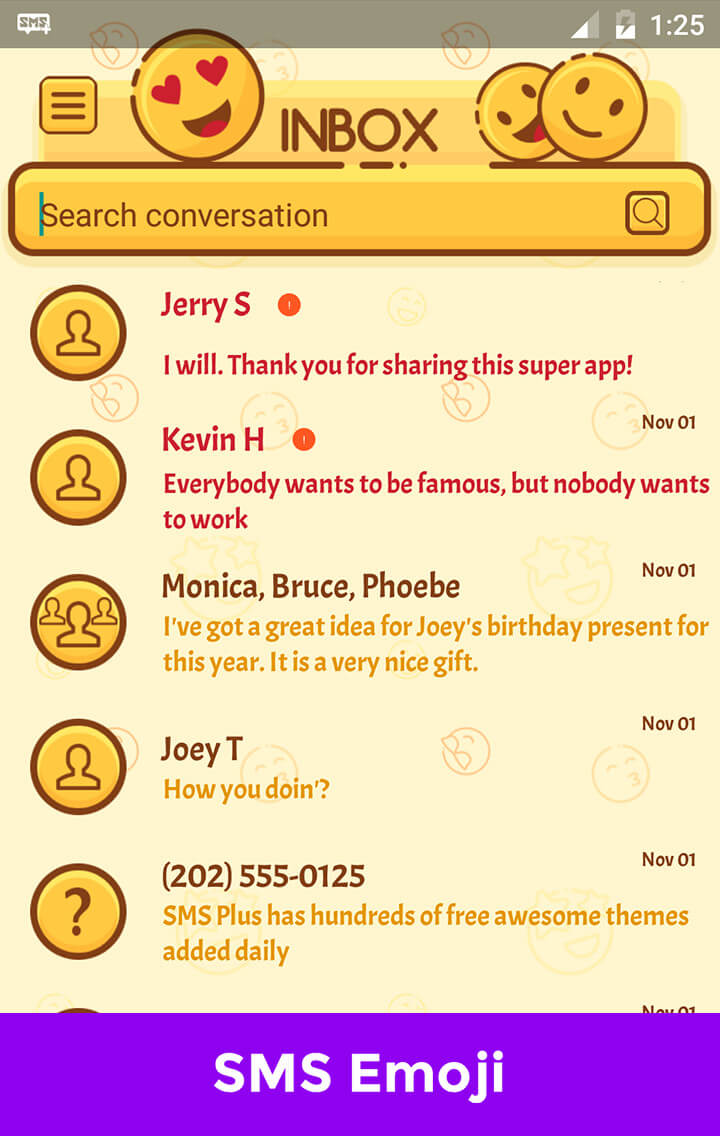 SMS
1:25
INBOX
Search conversation
Jerry S
I will. Thank you for sharing this super app!
Nov 01
Kevin H
Everybody wants to be famous, but nobody wants
to work
Nov 01
Monica, Bruce, Phoebe
I've got a great idea for Joey's birthday present for
this year. It is a very nice gift.
Nov 01
Joey T
How you doin'?
Nov 01
(202) 555-0125
SMS Plus has hundreds of free awesome themes
added daily
Nov 01
SMS Emoji